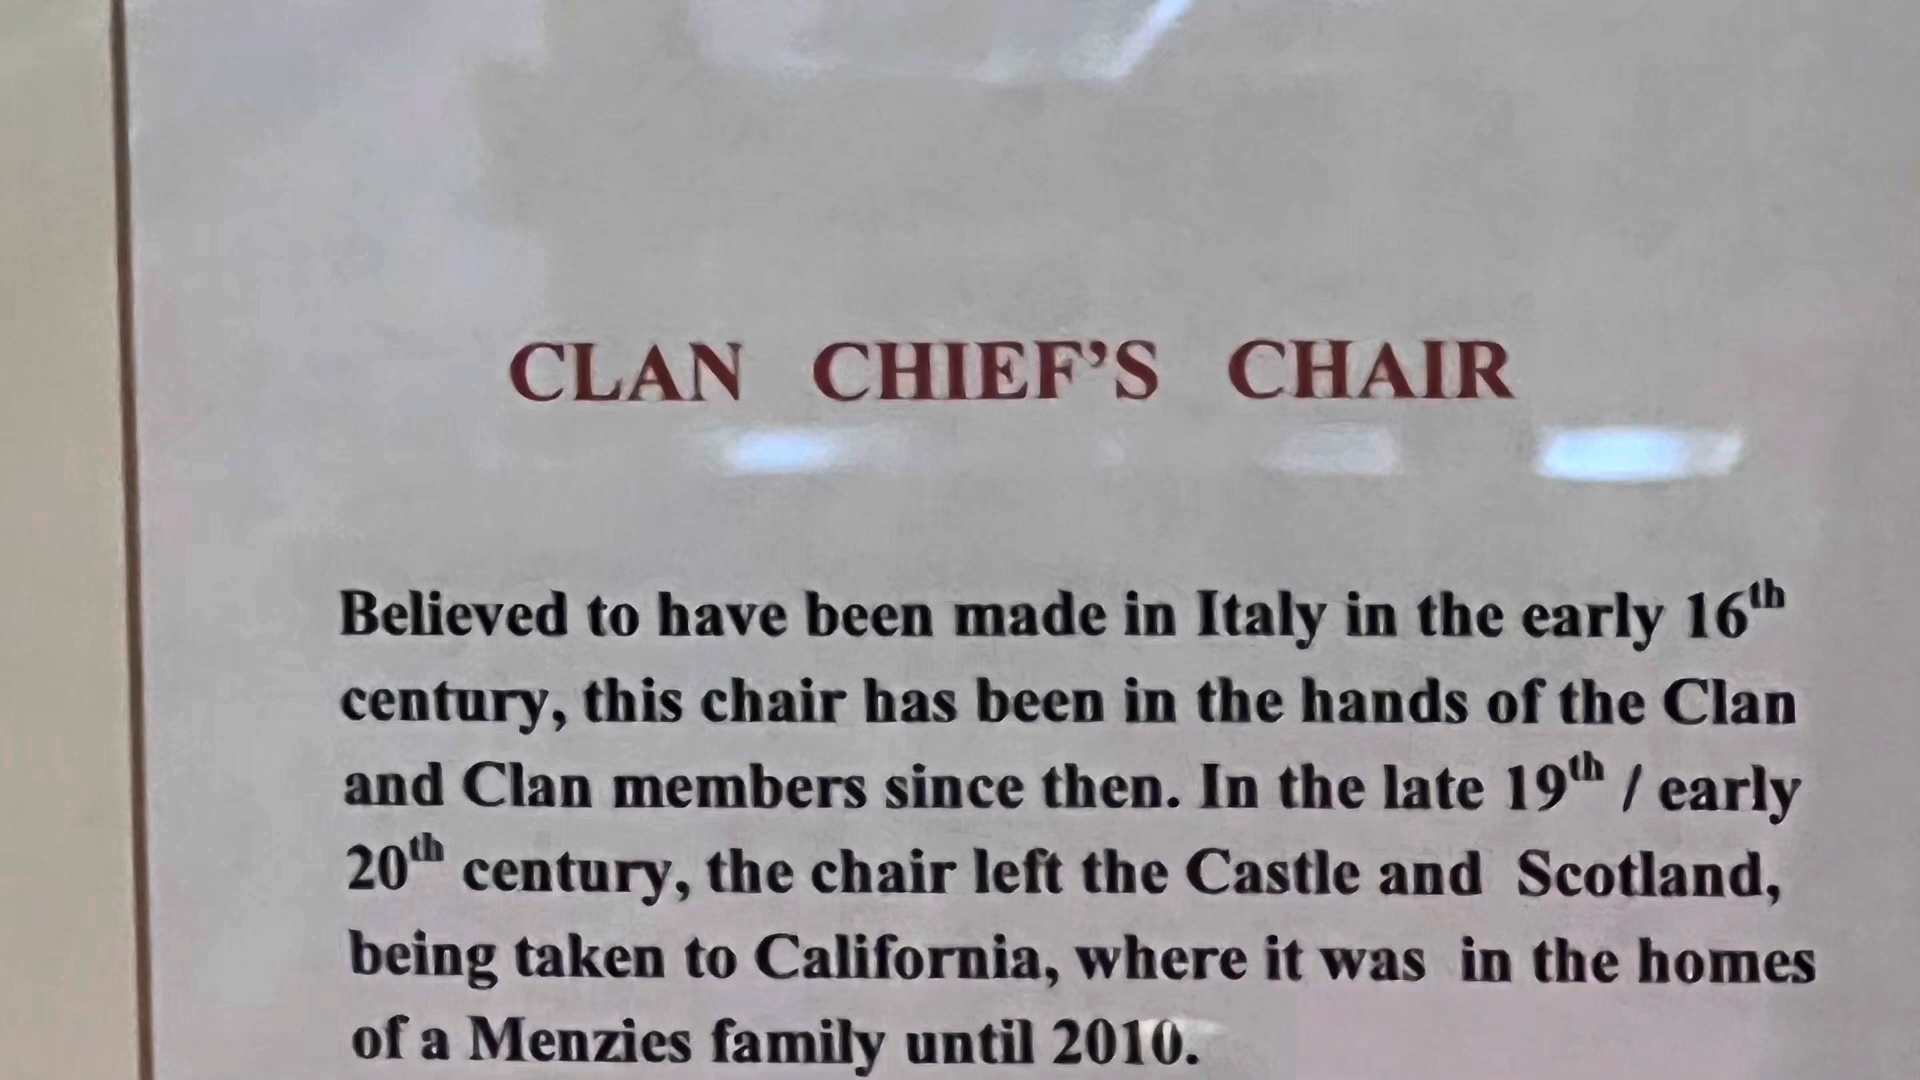 CLAN CHIEF’S CHAIR
Believed to have been made in Italy in the early 16th
century, this chair has been in the hands of the Clan
and Clan members since then. In the late 19th / early
20th century, the chair left the Castle and Scotland,
being taken to California, where it was in the homes
of a Menzies family until 2010.